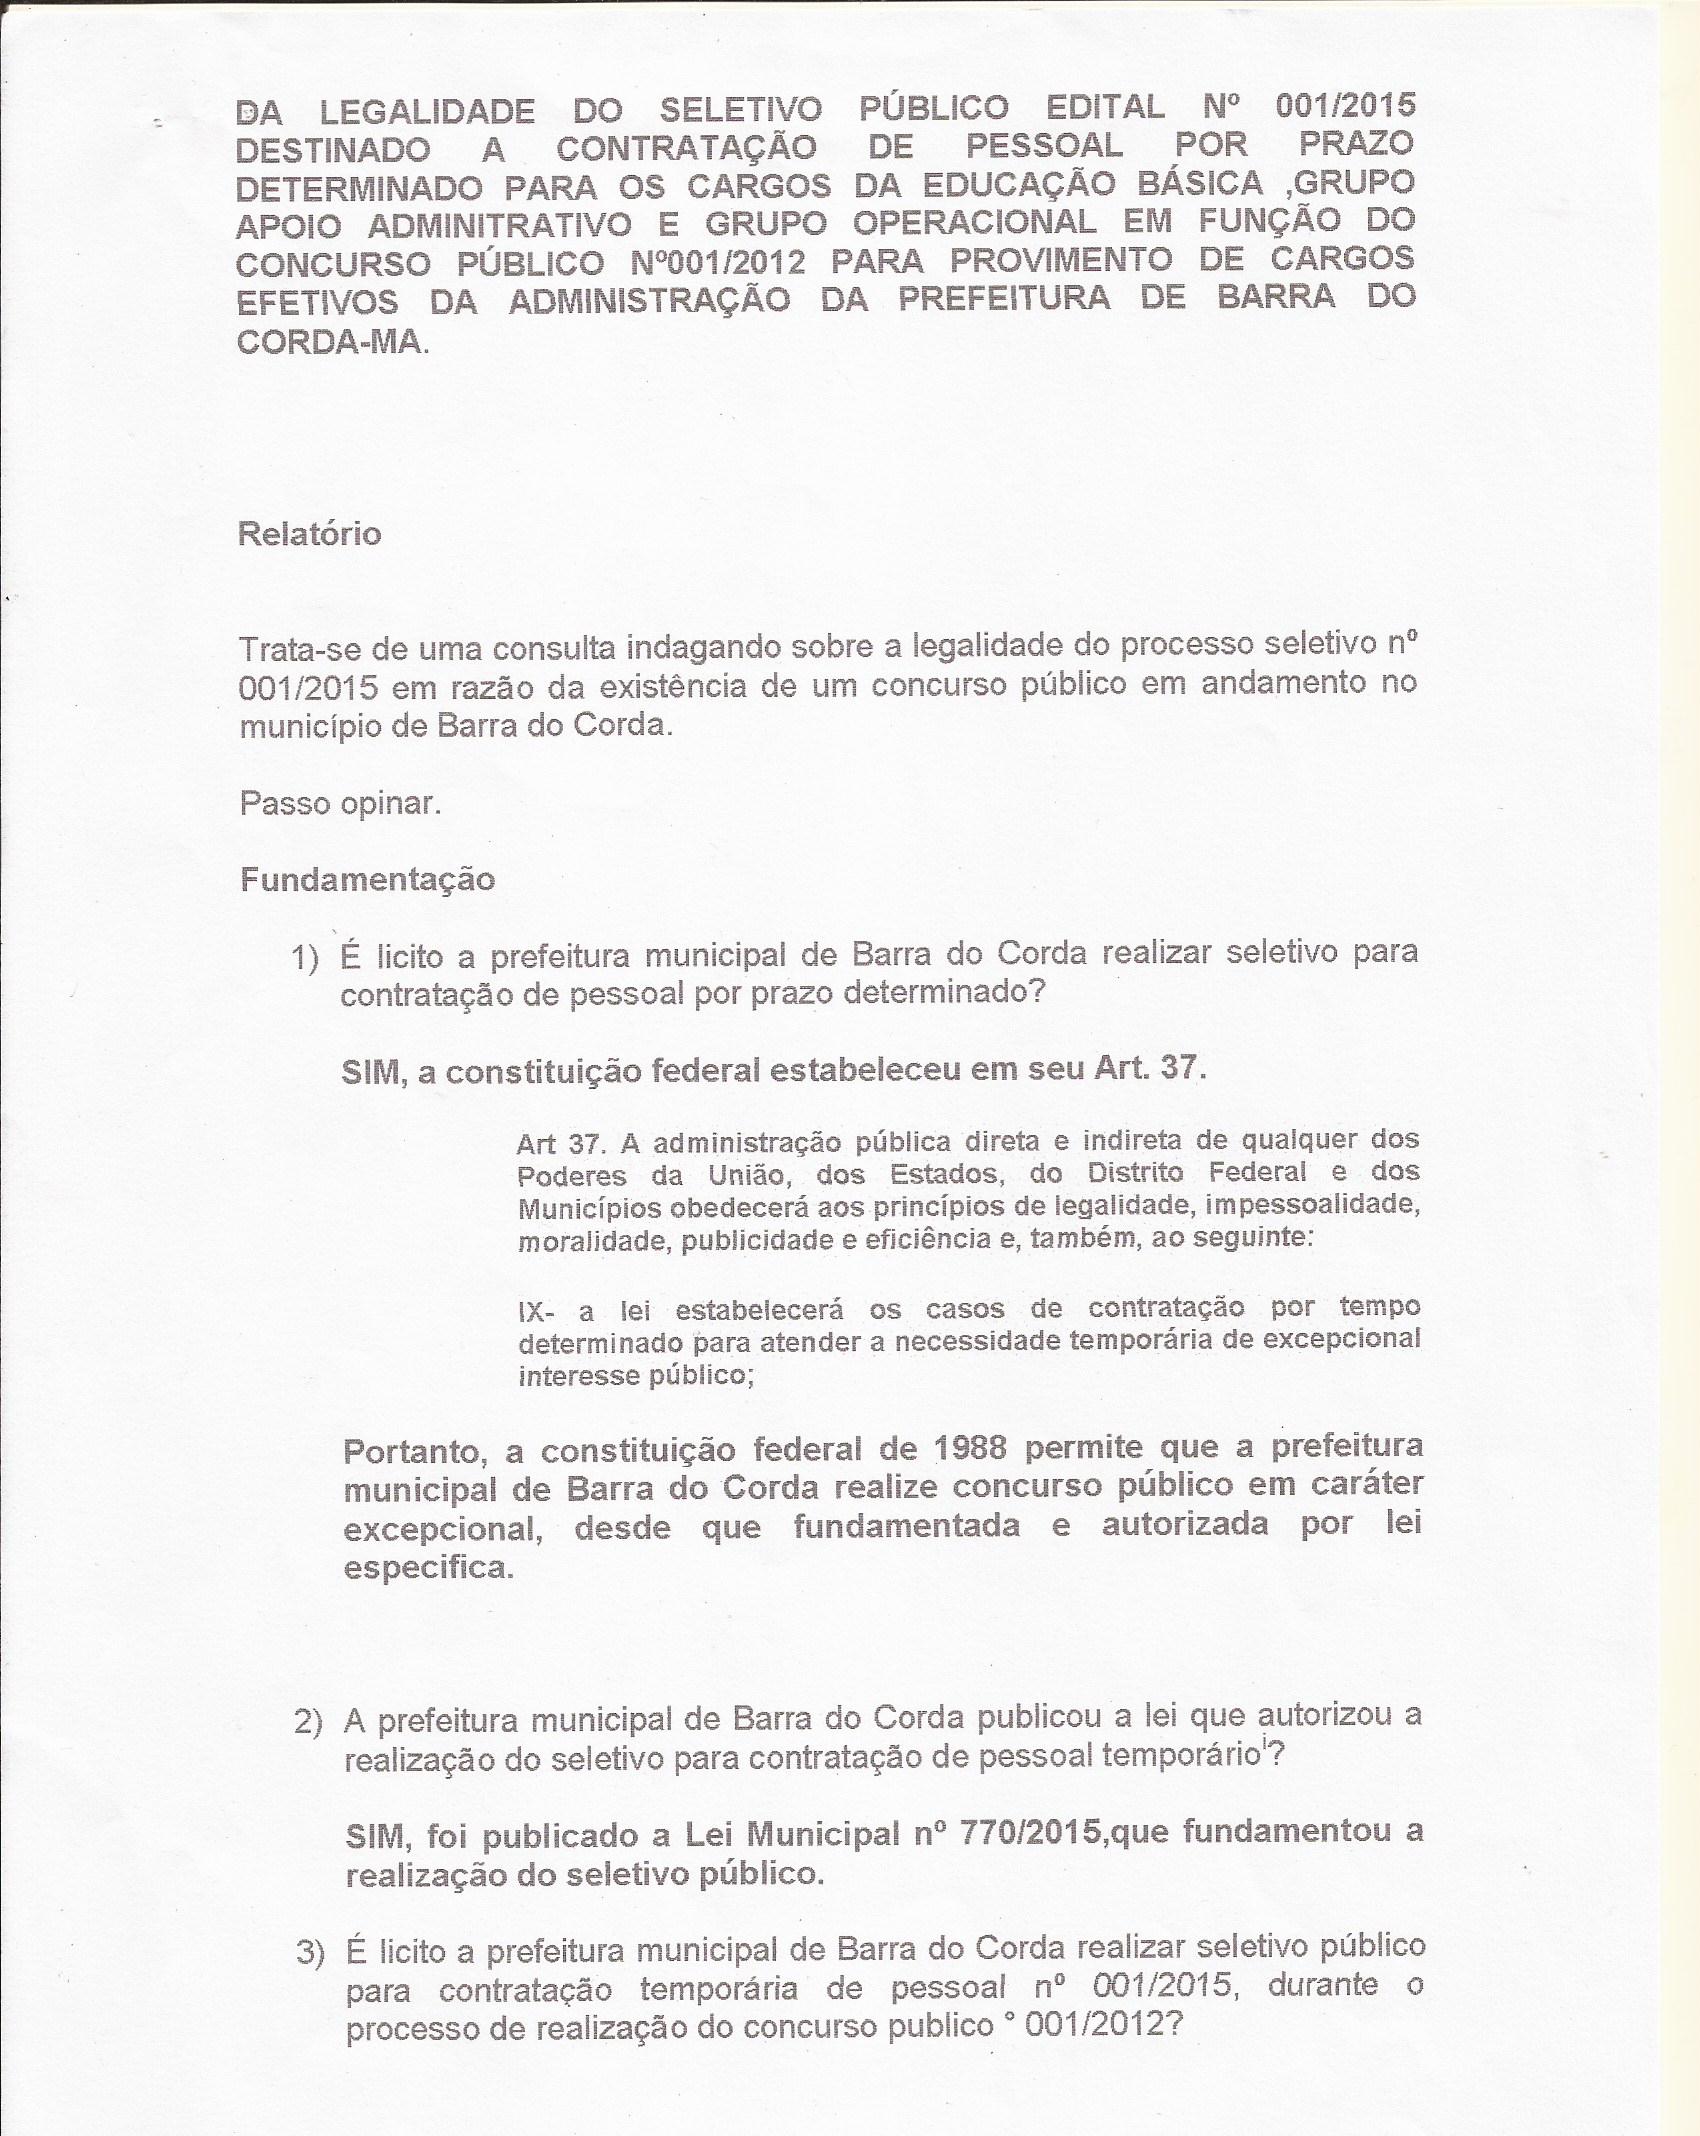 DA LEGALIDADE DO SELETIVO PÚBLICO EDITAL Nº 001/2015
DESTINADO A CONTRATAÇÃO DE PESSOAL POR PRAZO
DETERMINADO PARA OS CARGOS DA EDUCAÇÃO BÁSICA ,GRUPO
APOIO ADMINITRATIVO E GRUPO OPERACIONAL EM FUNÇÃO DO
CONCURSO PÚBLICO Nº001/2012 PARA PROVIMENTO DE CARGOS
EFETIVOS DA ADMINISTRAÇÃO DA PREFEITURA DE BARRA DO
CORDA-MA.
Relatório
Trata-se de uma consulta indagando sobre a legalidade do processo seletivo nº
001/2015 em razão da existência de um concurso público em andamento no
município de Barra do Corda.
Passo opinar.
Fundamentação
1) É licito a prefeitura municipal de Barra do Corda realizar seletivo para
contratação de pessoal por prazo determinado?
SIM, a constituição federal estabeleceu em seu Art. 37.
Art 37. A administração pública direta e indireta de qualquer dos
Poderes da União, dos Estados, do Distrito Federal e dos
Municípios obedecerá aos princípios de legalidade, impessoalidade,
moralidade, publicidade e eficiência e, também, ao seguinte:
IX- a lei estabelecerá os casos de contratação por tempo
determinado para atender a necessidade temporária de excepcional
interesse público;
Portanto, a constituição federal de 1988 permite que a prefeitura
municipal de Barra do Corda realize concurso público em caráter
excepcional, desde que fundamentada e autorizada por lei
especifica.
2) A prefeitura municipal de Barra do Corda publicou a lei que autorizou a
realização do seletivo para contratação de pessoal temporárioⁱ?
SIM, foi publicado a Lei Municipal nº 770/2015,que fundamentou a
realização do seletivo público.
3) É licito a prefeitura municipal de Barra do Corda realizar seletivo público
para contratação temporária de pessoal nº 001/2015, durante o
processo de realização do concurso publico ° 001/2012?